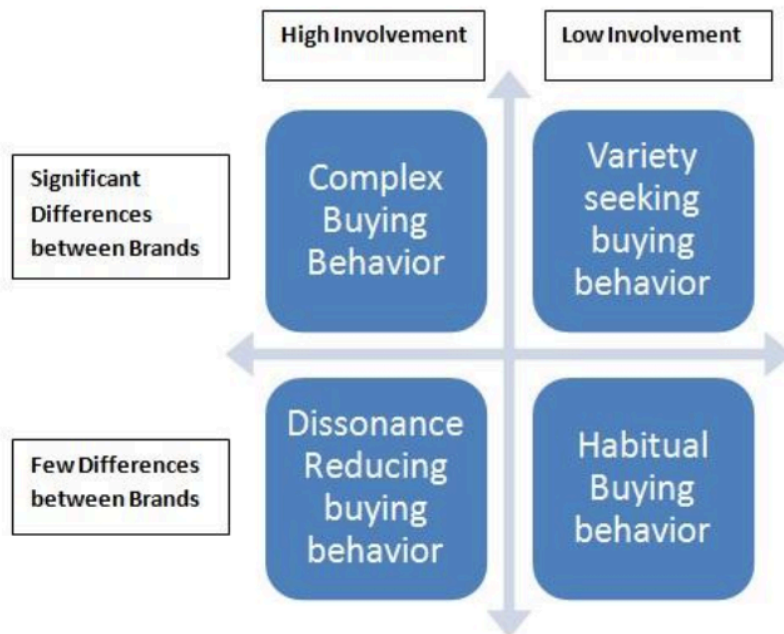 High Involvement
Low Involvement
Significant
Differences
between Brands
Complex
Buying
Behavior
Variety
seeking
buying
behavior
Few Differences
between Brands
Dissonance
Reducing
buying
behavior
Habitual
Buying
behavior